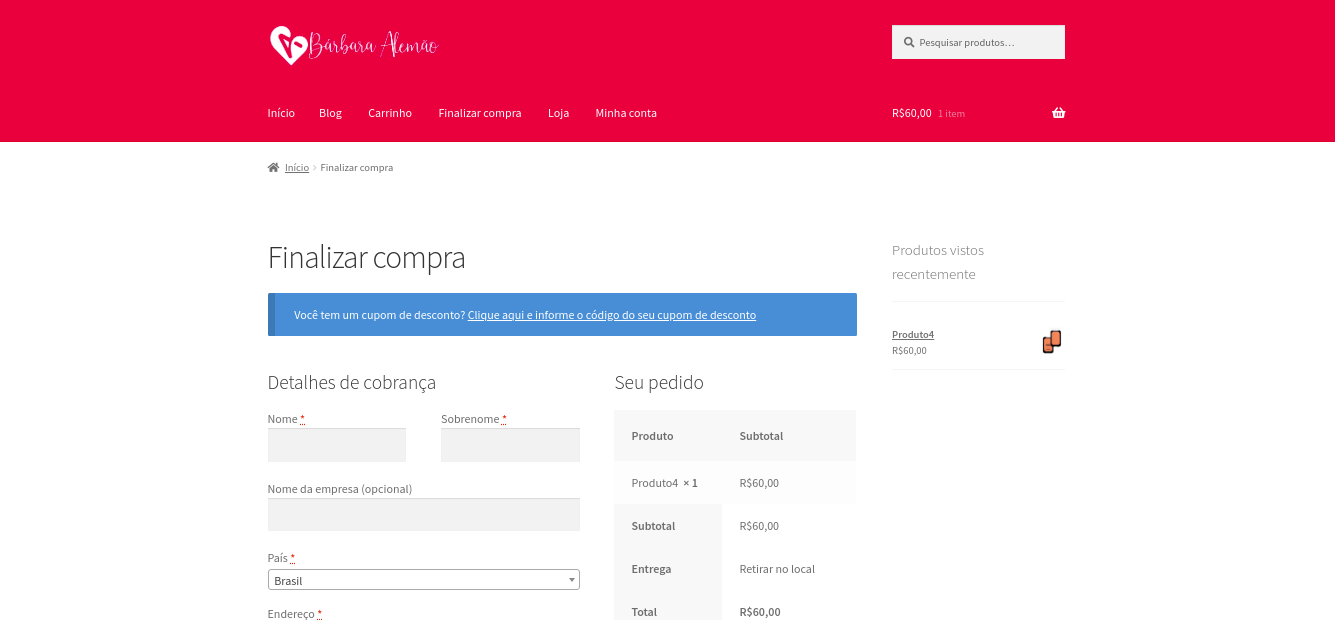 Bárbara Alemão
Pesquisar produtos…
Início Blog Carrinho Finalizar compra Loja Minha conta
R$60,00 1 item
Início Finalizar compra
Finalizar compra
Você tem um cupom de desconto? Clique aqui e informe o código do seu cupom de desconto
Detalhes de cobrança
Nome *
Sobrenome *
Nome da empresa (opcional)
País *
Brasil
Endereço *
Seu pedido
Produto Subtotal
Produto4 × 1 R$60,00
Subtotal R$60,00
Entrega Retirar no local
Total R$60,00
Produtos vistos
recentemente
Produto4
R$60,00